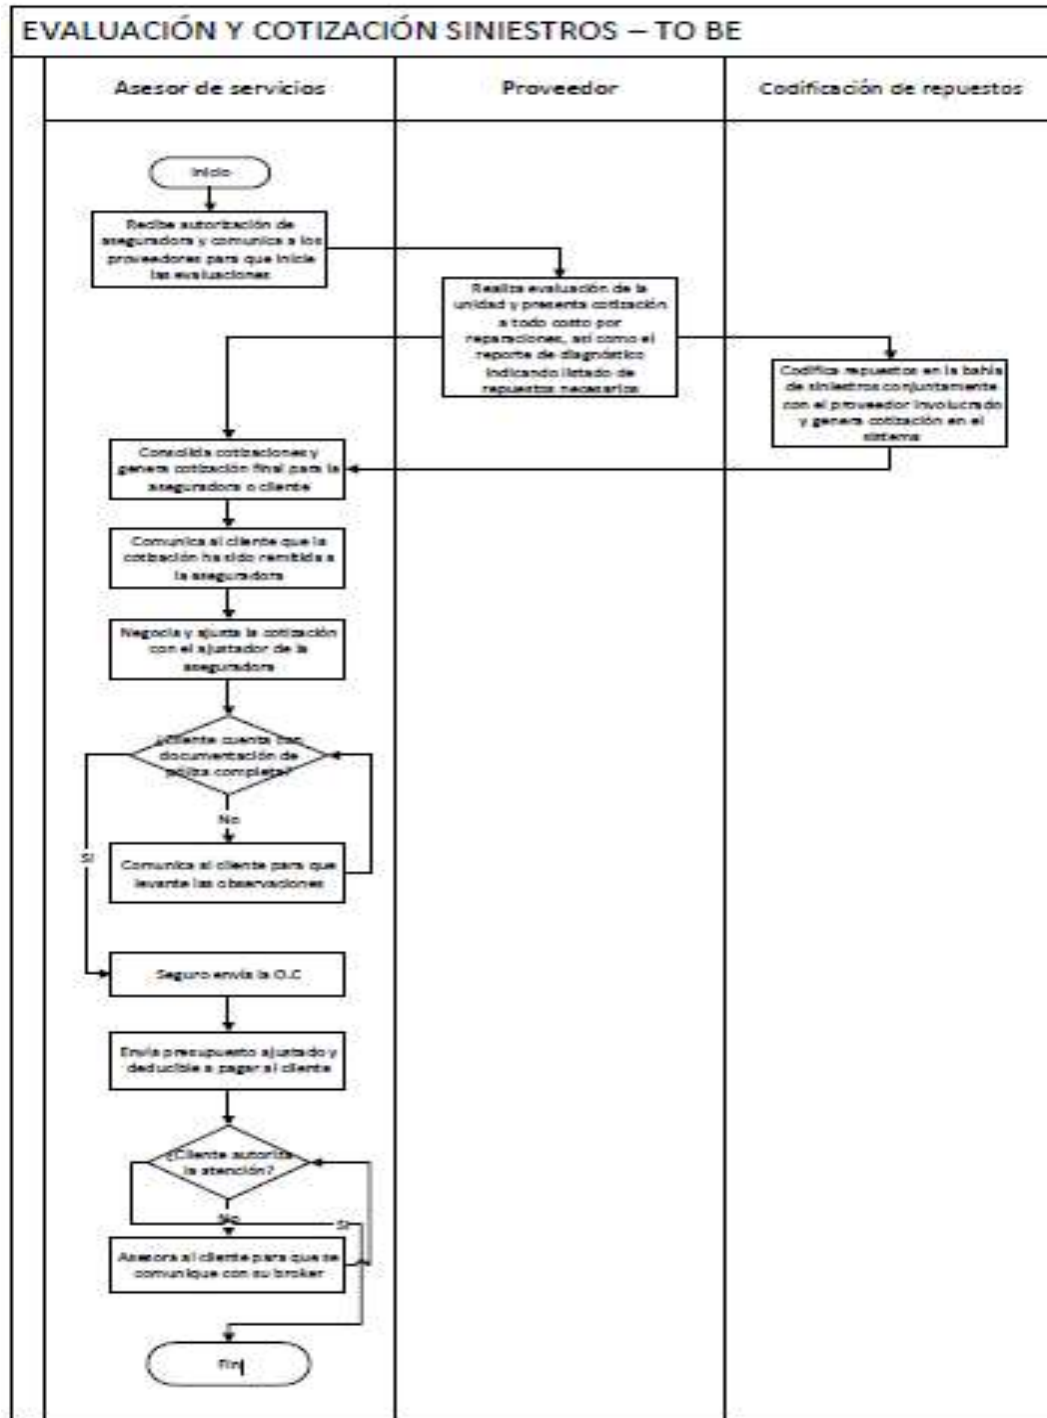 EVALUACIÓN Y COTIZACIÓN SINIESTROS – TO BE
Asesor de servicios
Proveedor
Codificación de repuestos
Inicio
Recibe autorización de
aseguradora y comunica a los
proveedores para que inicie
las evaluaciones
Realiza evaluación de la
unidad y presenta cotización
a todo costo por
reparaciones, así como el
reporte de diagnóstico
indicando listado de
repuestos necesarios
Codifica repuestos en la bahía
de siniestros conjuntamente
con el proveedor involucrado
y genera cotización en el
sistema
Consolida cotizaciones y
genera cotización final para la
aseguradora o cliente
Comunica al cliente que la
cotización ha sido remitida a
la aseguradora
Negocia y ajusta la cotización
con el ajustador de la
aseguradora
¿Cliente cuenta con
documentación de
póliza completa?
No
Si
Comunica al cliente para que
levante las observaciones
Seguro envía la O.C
Envía presupuesto ajustado y
deducible a pagar al cliente
¿Cliente autoriza
la atención?
No
Si
Asesora al cliente para que se
comunique con su broker
Fin